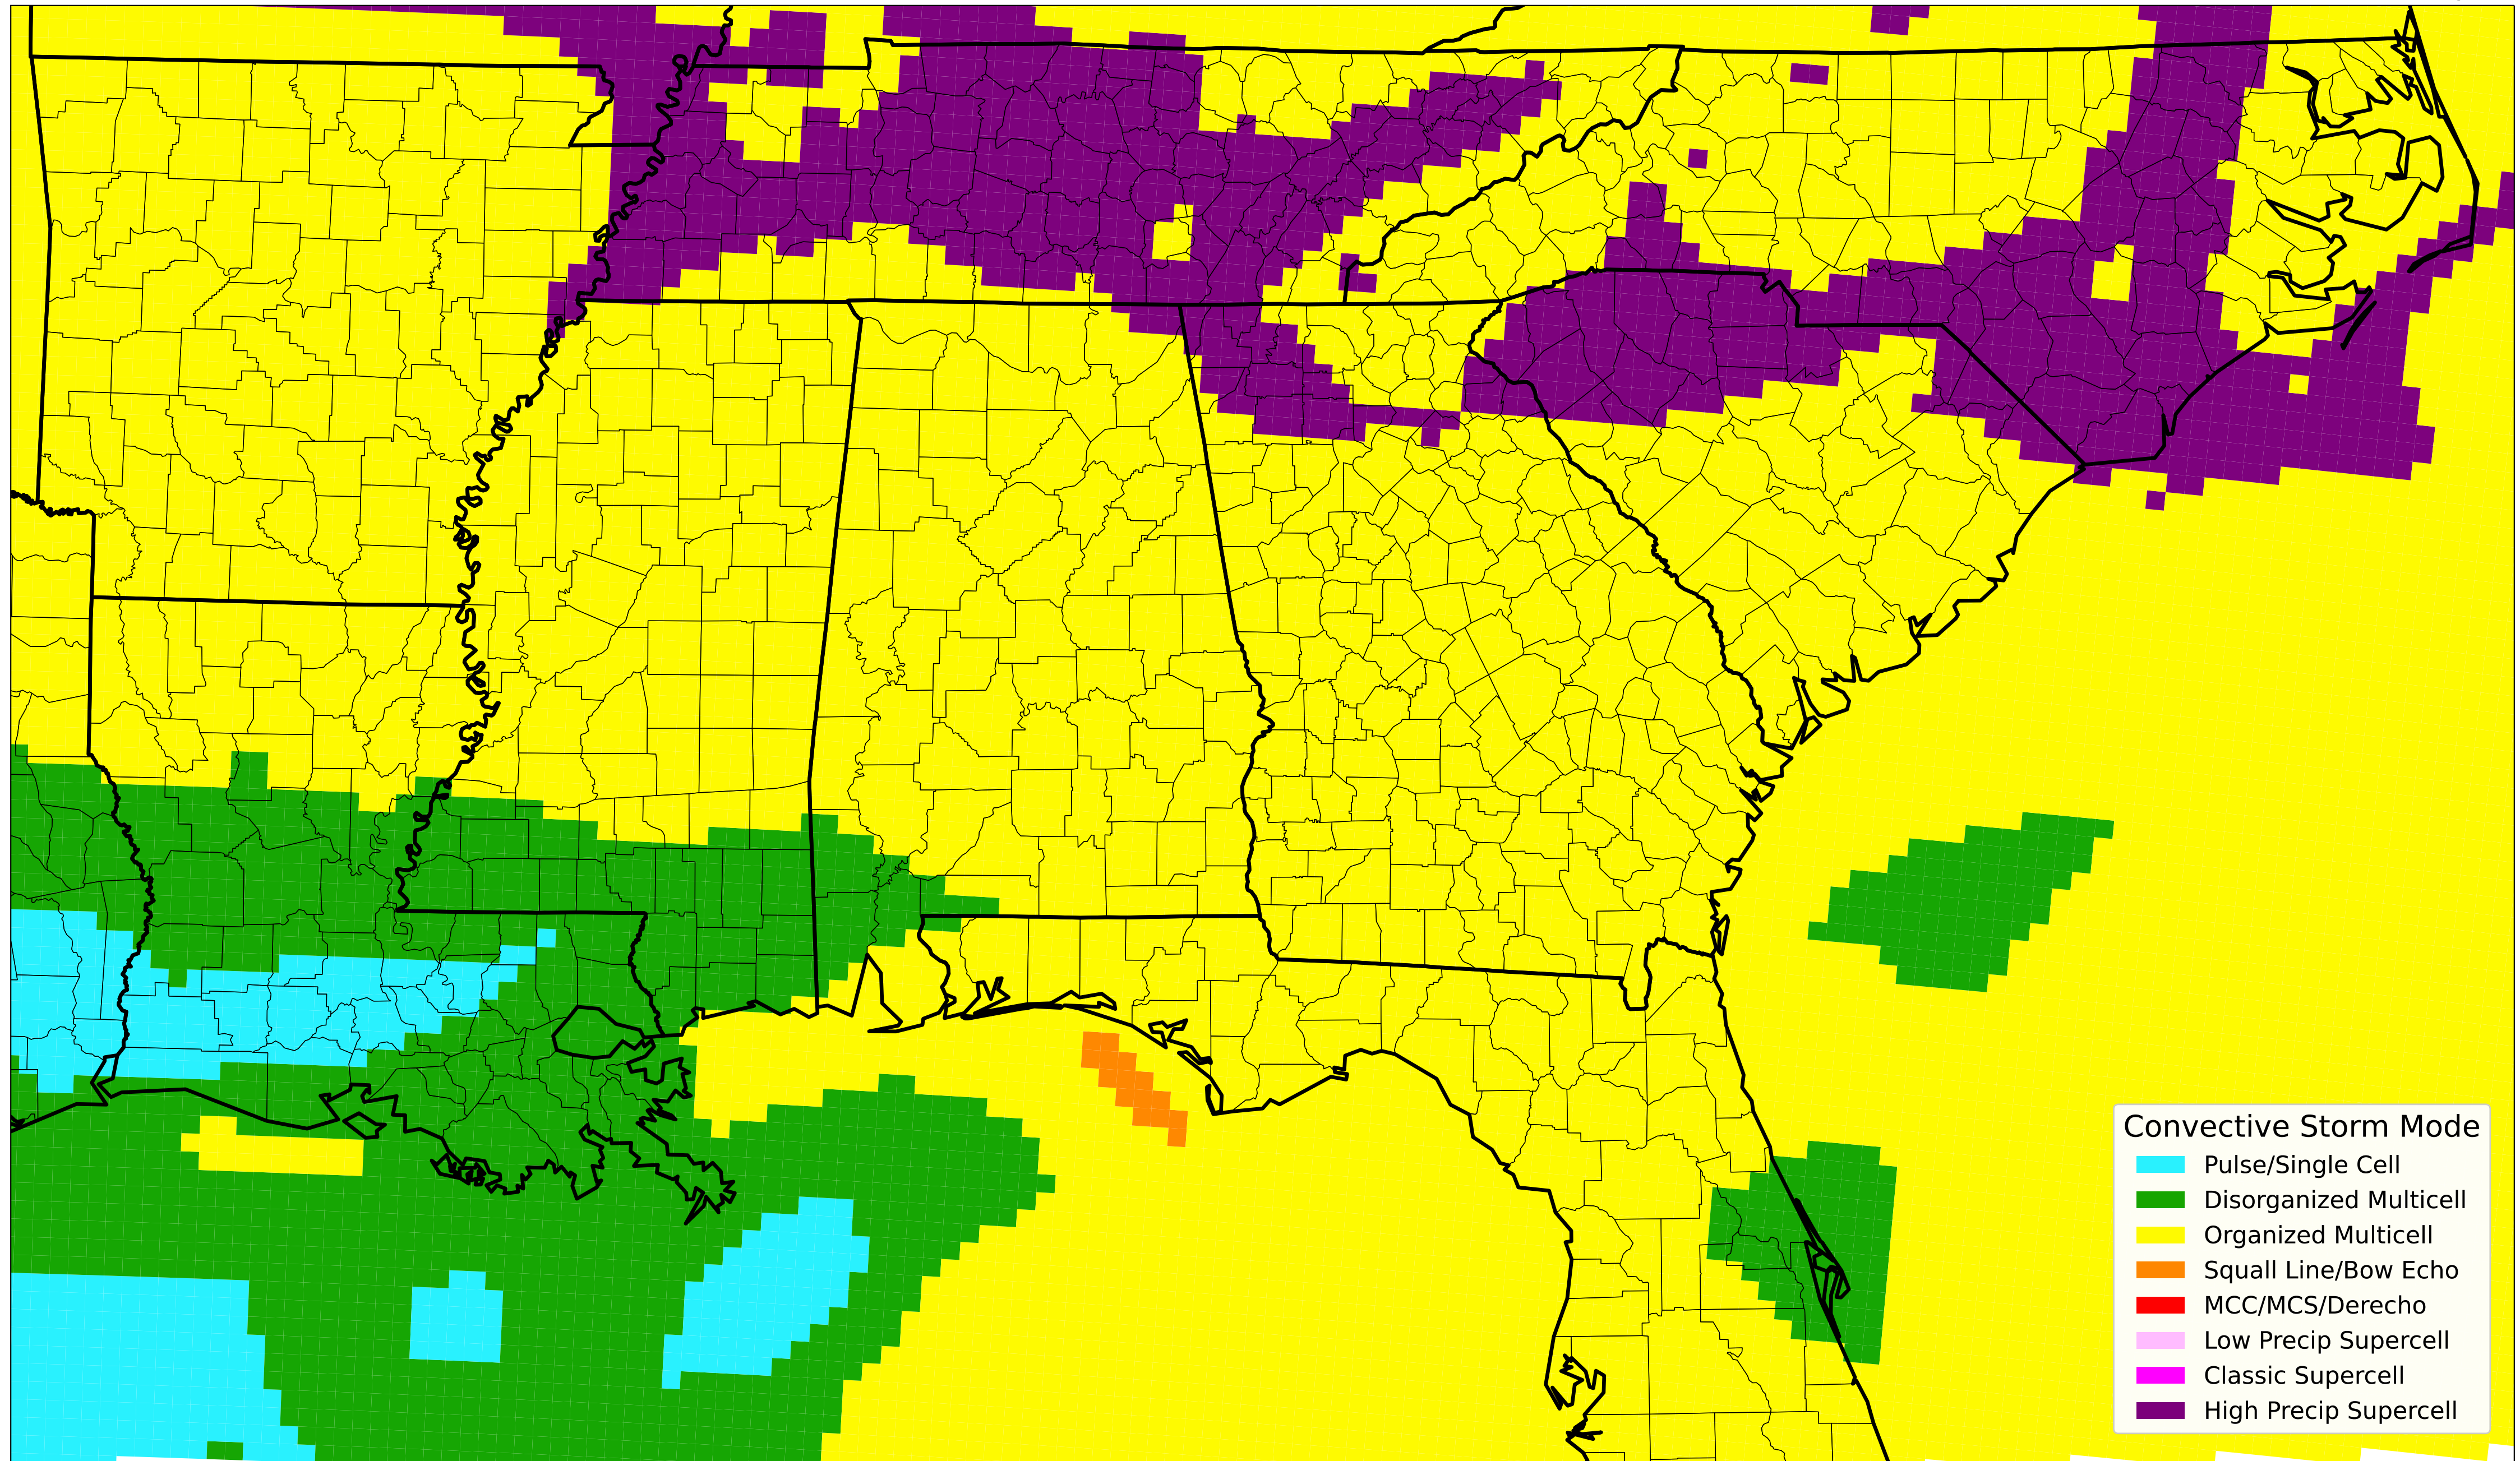 Convective Storm Mode
Pulse/Single Cell
Disorganized Multicell
Organized Multicell
Squall Line/Bow Echo
MCC/MCS/Derecho
Low Precip Supercell
Classic Supercell
High Precip Supercell